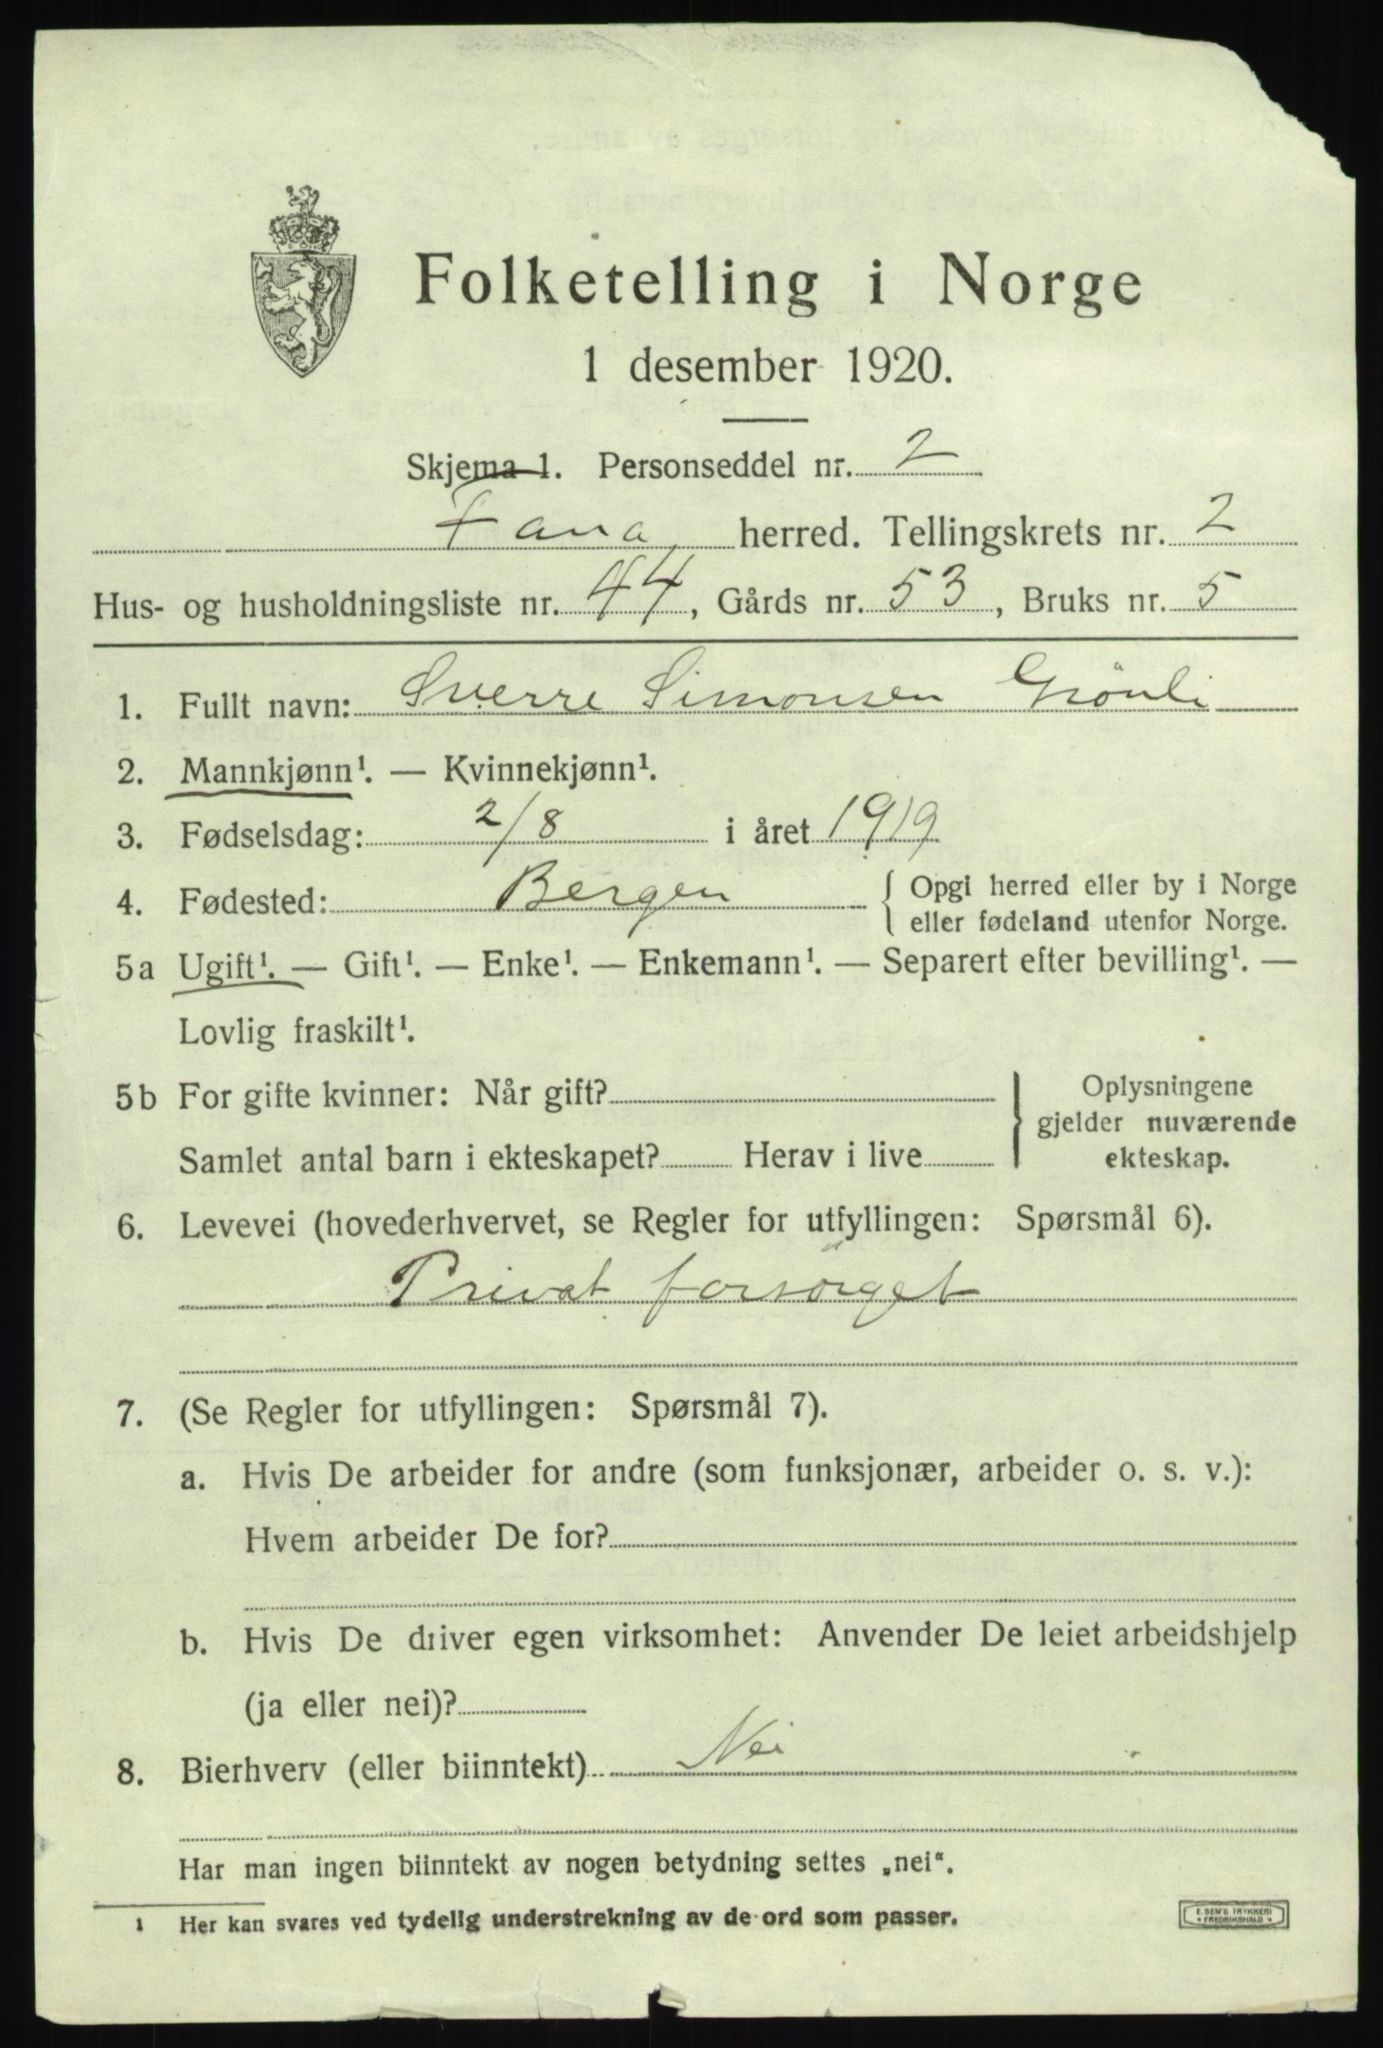 Folketelling i Norge
1 desember 1920.
Skjema 1. Personseddel nr. 2
Fana herred. Tellingskrets nr. 2
Hus- og husholdningsliste nr. 44, Gårds nr. 53, Bruks nr. 5
1. Fullt navn: Sverre Simonsen Grönli
2. Mannkjønn¹. — Kvinnekjønn¹.
3. Fødselsdag: 2/8 i året 1919
4. Fødested: Bergen { Opgi herred eller by i Norge
eller fødeland utenfor Norge.
5a Ugift¹. — Gift¹. — Enke¹. — Enkemann¹. — Separert efter bevilling¹. —
Lovlig fraskilt¹.
5b For gifte kvinner: Når gift?
Samlet antal barn i ekteskapet? Herav i live
} Oplysningene
gjelder nuværende
ekteskap.
6. Levevei (hovederhvervet, se Regler for utfyllingen: Spørsmål 6).
Privat forsörget
7. (Se Regler for utfyllingen: Spørsmål 7).
a. Hvis De arbeider for andre (som funksjonær, arbeider o. s. v.):
Hvem arbeider De for?
b. Hvis De driver egen virksomhet: Anvender De leiet arbeidshjelp
(ja eller nei)?
8. Bierhverv (eller biinntekt) Nei
Har man ingen biinntekt av nogen betydning settes „nei“.
1 Her kan svares ved tydelig understrekning av de ord som passer.
E. SEM'S TRYKKERI
* FREDRIKSHALD *